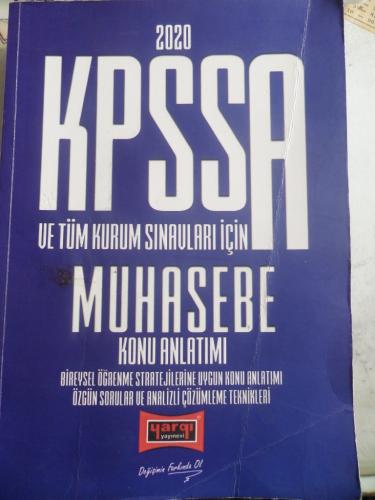 2020
KPSSA
VE TÜM KURUM SINAVLARI İÇİN
MUHASEBE
KONU ANLATIMI
BİREYSEL ÖĞRENME STRATEJİLERİNE UYGUN KONU ANLATIMI
ÖZGÜN SORULAR VE ANALİZLİ ÇÖZÜMLEME TEKNİKLERİ
yargı
yayınevi
Değişimin Farkında Ol